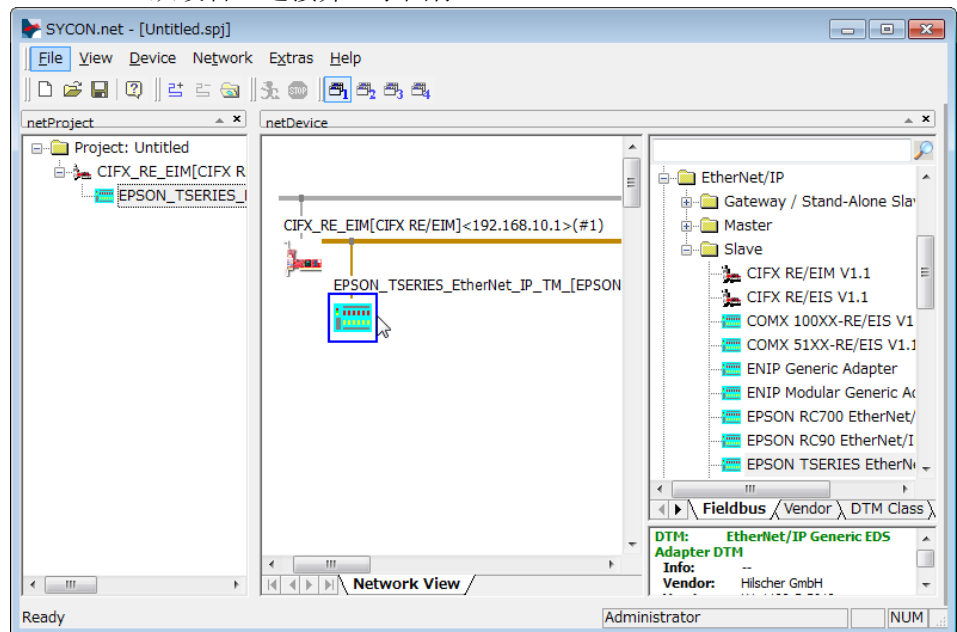 SYCON.net - [Untitled.spj]
File View Device Network Extras Help
netProject
netDevice
Project: Untitled
CIFX_RE_EIM[CIFX R
EPSON_TSERIES_
CIFX_RE_EIM[CIFX RE/EIM]<192.168.10.1>(#1)
EPSON_TSERIES_EtherNet_IP_TM_[EPSON
EtherNet/IP
Gateway / Stand-Alone Slav
Master
Slave
CIFX RE/EIM V1.1
CIFX RE/EIS V1.1
COMX 100XX-RE/EIS V1
COMX 51XX-RE/EIS V1.1
ENIP Generic Adapter
ENIP Modular Generic Ad
EPSON RC700 EtherNet/
EPSON RC90 EtherNet/I
EPSON TSERIES EtherNe
Fieldbus Vendor DTM Class
DTM: EtherNet/IP Generic EDS
Adapter DTM
Info: --
Vendor: Hilscher GmbH
Network View
Ready
Administrator
NUM